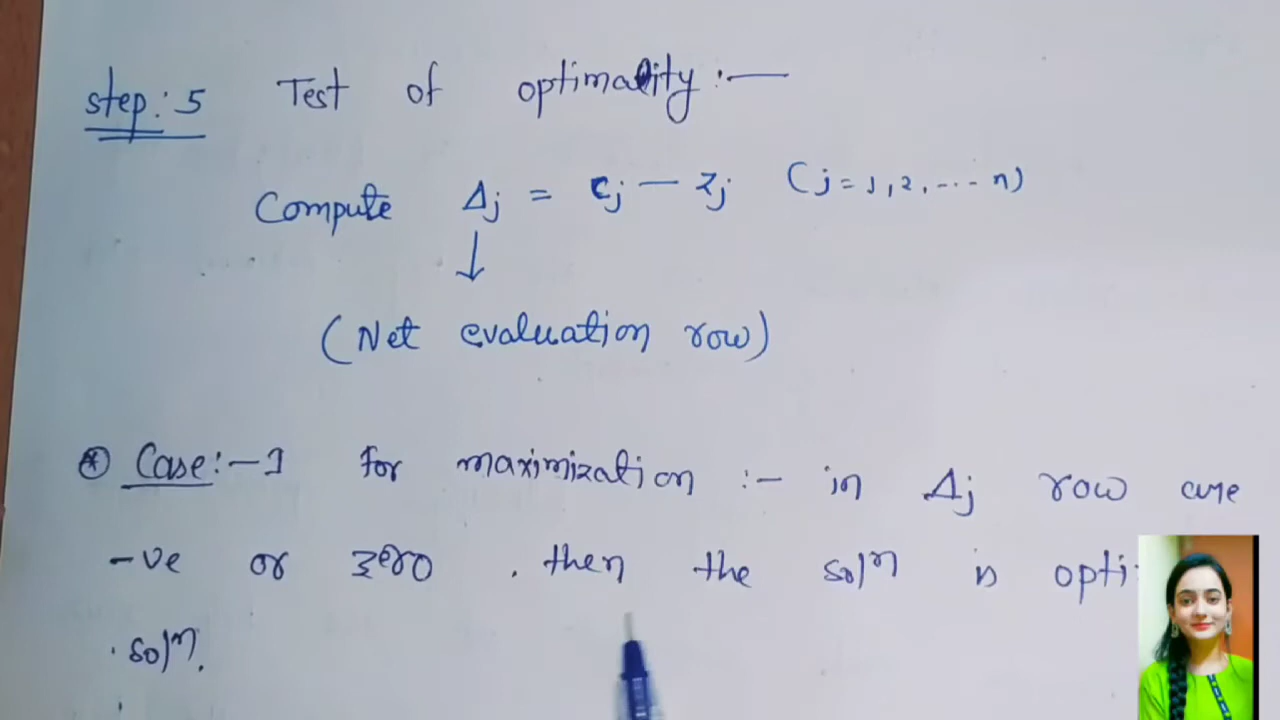 step:5 Test of optimality:—
Compute Δj = cj — zj (j = 1, 2, --- n)
↓
(Net evaluation row)
Case:-1 for maximization :- in Δj row are
-ve or zero . then the solⁿ is opti
solⁿ.